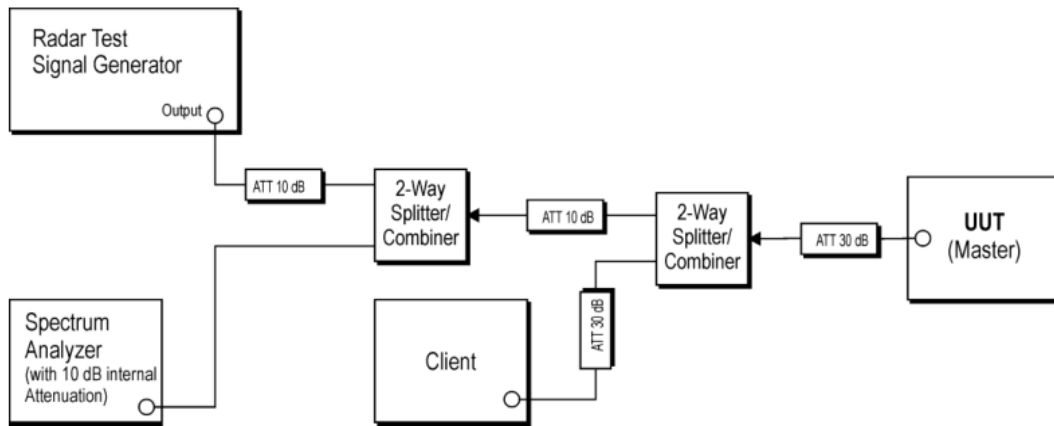 Radar Test
Signal Generator
Output
ATT 10 dB
2-Way
Splitter/
Combiner
ATT 10 dB
2-Way
Splitter/
Combiner
ATT 30 dB
UUT
(Master)
Spectrum
Analyzer
(with 10 dB internal
Attenuation)
Client
ATT 30 dB